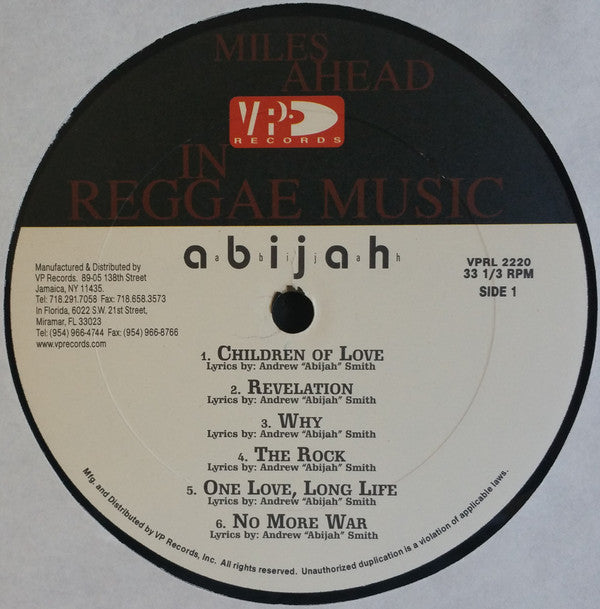 MILES
AHEAD
VP
RECORDS
IN
REGGAE MUSIC
abijah
a b i j a h
Manufactured & Distributed by
VP Records. 89-05 138th Street
Jamaica, NY 11435.
Tel: 718.291.7058 Fax: 718.658.3573
In Florida, 6022 S.W. 21st Street,
Miramar, FL 33023
Tel: (954) 966-4744 Fax: (954) 966-8766
www.vprecords.com
VPRL 2220
33 1/3 RPM
SIDE 1
1. CHILDREN OF LOVE
Lyrics by: Andrew "Abijah" Smith
2. REVELATION
Lyrics by: Andrew "Abijah" Smith
3. WHY
Lyrics by: Andrew "Abijah" Smith
4. THE ROCK
Lyrics by: Andrew "Abijah" Smith
5. ONE LOVE, LONG LIFE
Lyrics by: Andrew "Abijah" Smith
6. NO MORE WAR
Lyrics by: Andrew "Abijah" Smith
Mfg. and Distributed by VP Records, Inc. All rights reserved. Unauthorized duplication is a violation of applicable laws.